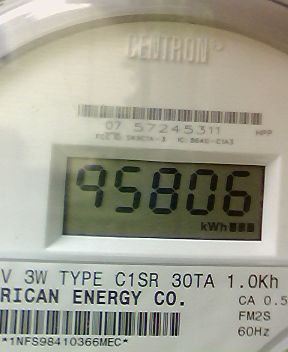 CENTRON
07 57245311
HPP
95806
kWh
V 3W TYPE C1SR 30TA 1.0Kh
RICAN ENERGY CO.
CA 0.5
FM2S
60Hz
*1NFS98410366MEC*